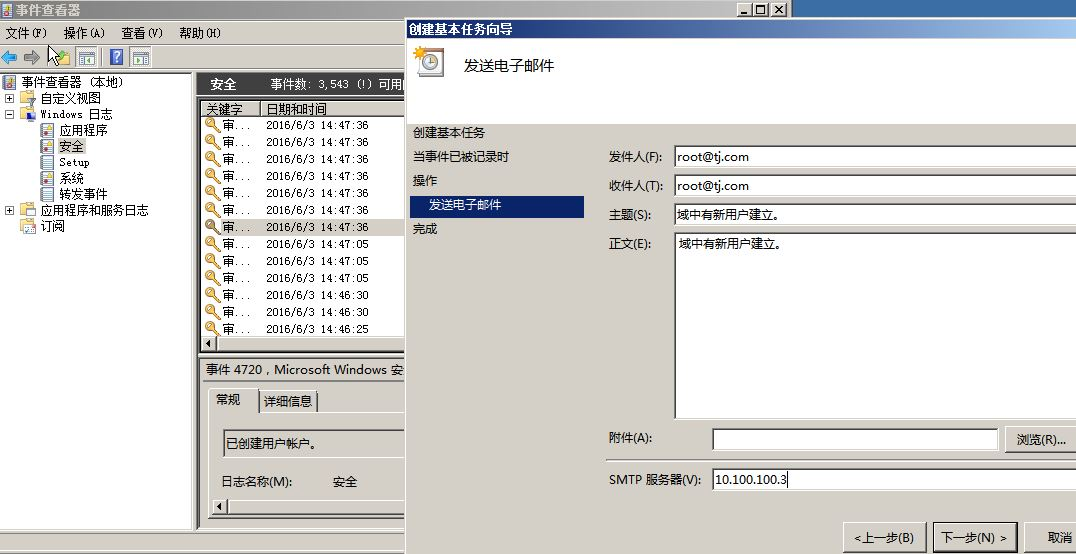 事件查看器
文件(F) 操作(A) 查看(V) 帮助(H)
事件查看器 (本地)
自定义视图
Windows 日志
应用程序
安全
Setup
系统
转发事件
应用程序和服务日志
订阅
安全 事件数: 3,543 (!) 可用
关键字 日期和时间
审... 2016/6/3 14:47:36
审... 2016/6/3 14:47:36
审... 2016/6/3 14:47:36
审... 2016/6/3 14:47:36
审... 2016/6/3 14:47:36
审... 2016/6/3 14:47:36
审... 2016/6/3 14:47:36
审... 2016/6/3 14:47:05
审... 2016/6/3 14:47:05
审... 2016/6/3 14:47:05
审... 2016/6/3 14:46:30
审... 2016/6/3 14:46:30
审... 2016/6/3 14:46:25
事件 4720，Microsoft Windows 安
常规 详细信息
已创建用户帐户。
日志名称(M): 安全
创建基本任务向导
发送电子邮件
创建基本任务
当事件已被记录时
操作
发送电子邮件
完成
发件人(F): root@tj.com
收件人(T): root@tj.com
主题(S): 域中有新用户建立。
正文(E): 域中有新用户建立。
附件(A): 浏览(R)...
SMTP 服务器(V): 10.100.100.3
<上一步(B) 下一步(N) > 取消